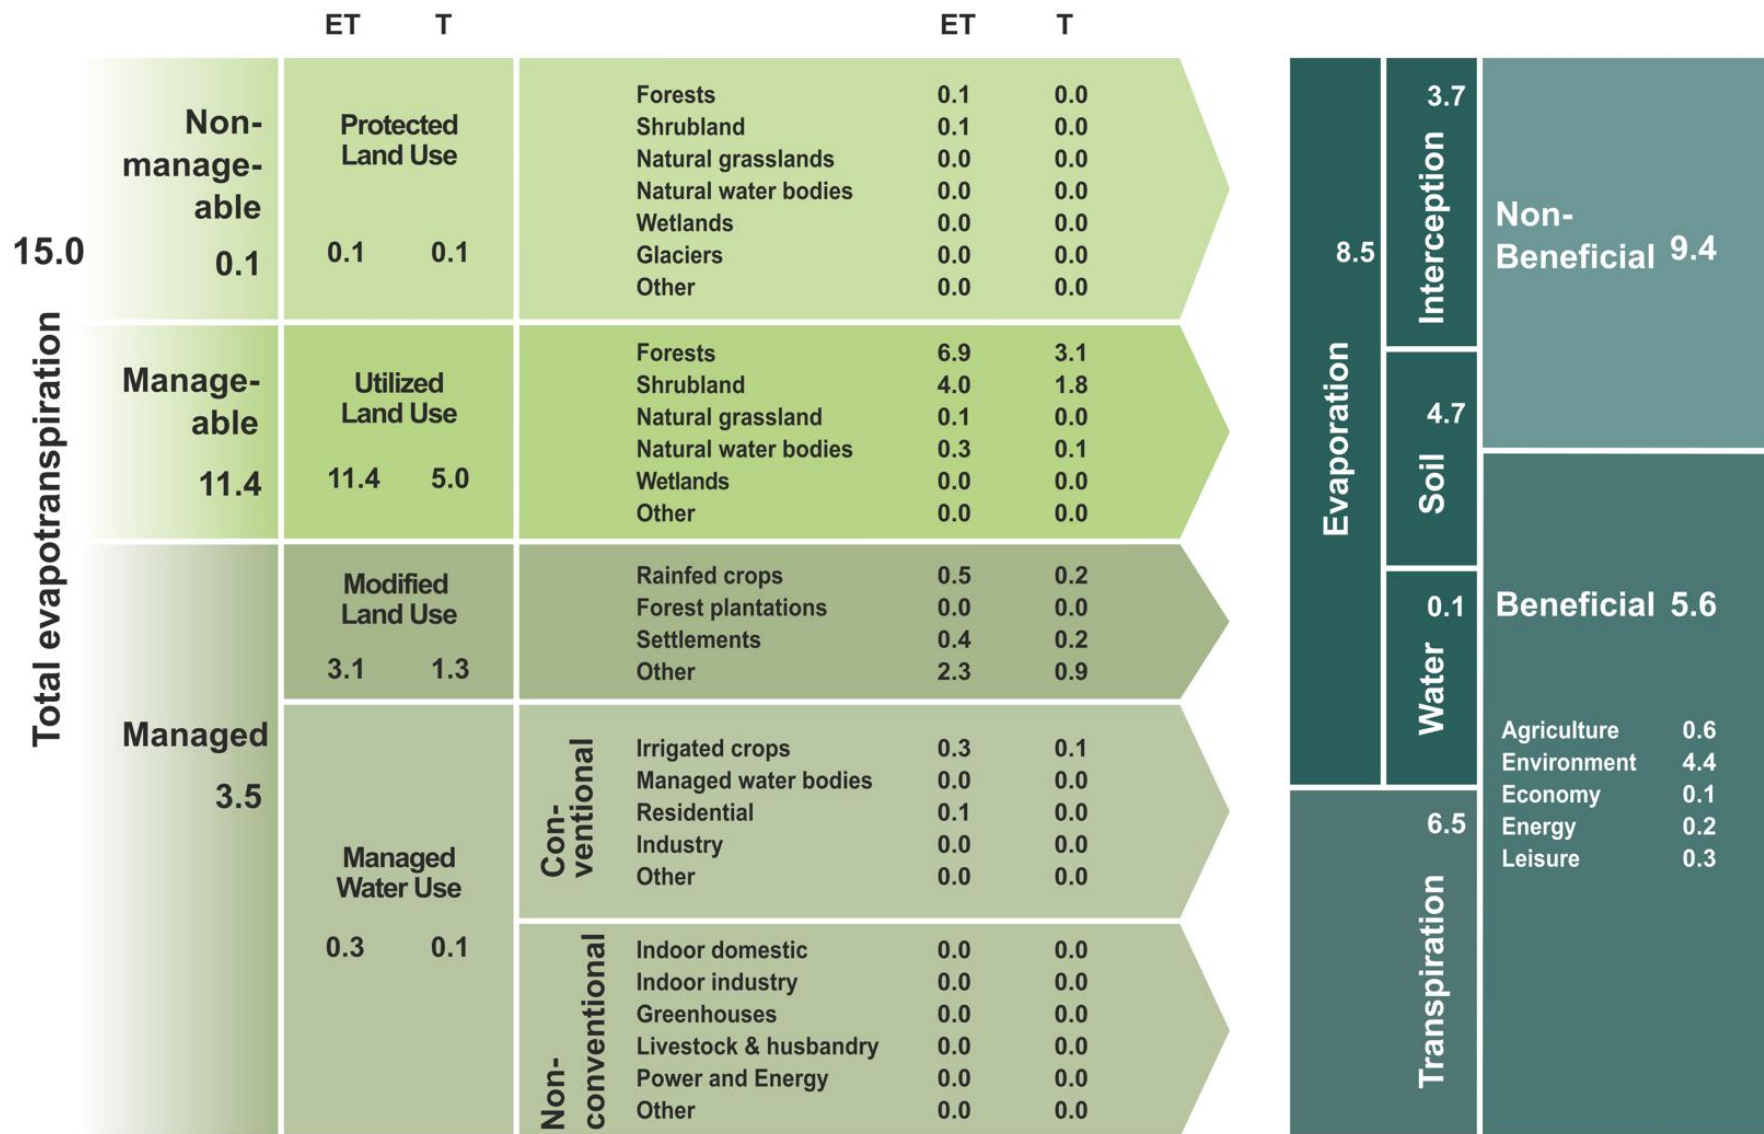 ET T ET T
15.0
Total evapotranspiration
Non-
manage-
able
0.1
Protected
Land Use
0.1 0.1
Forests 0.1 0.0
Shrubland 0.1 0.0
Natural grasslands 0.0 0.0
Natural water bodies 0.0 0.0
Wetlands 0.0 0.0
Glaciers 0.0 0.0
Other 0.0 0.0
Manage-
able
11.4
Utilized
Land Use
11.4 5.0
Forests 6.9 3.1
Shrubland 4.0 1.8
Natural grassland 0.1 0.0
Natural water bodies 0.3 0.1
Wetlands 0.0 0.0
Other 0.0 0.0
Managed
3.5
Modified
Land Use
3.1 1.3
Rainfed crops 0.5 0.2
Forest plantations 0.0 0.0
Settlements 0.4 0.2
Other 2.3 0.9
Managed
Water Use
0.3 0.1
Con-
ventional
Irrigated crops 0.3 0.1
Managed water bodies 0.0 0.0
Residential 0.1 0.0
Industry 0.0 0.0
Other 0.0 0.0
Non-
conventional
Indoor domestic 0.0 0.0
Indoor industry 0.0 0.0
Greenhouses 0.0 0.0
Livestock & husbandry 0.0 0.0
Power and Energy 0.0 0.0
Other 0.0 0.0
8.5
Evaporation
3.7
Interception
4.7
Soil
0.1
Water
6.5
Transpiration
Non-
Beneficial 9.4
Beneficial 5.6
Agriculture 0.6
Environment 4.4
Economy 0.1
Energy 0.2
Leisure 0.3